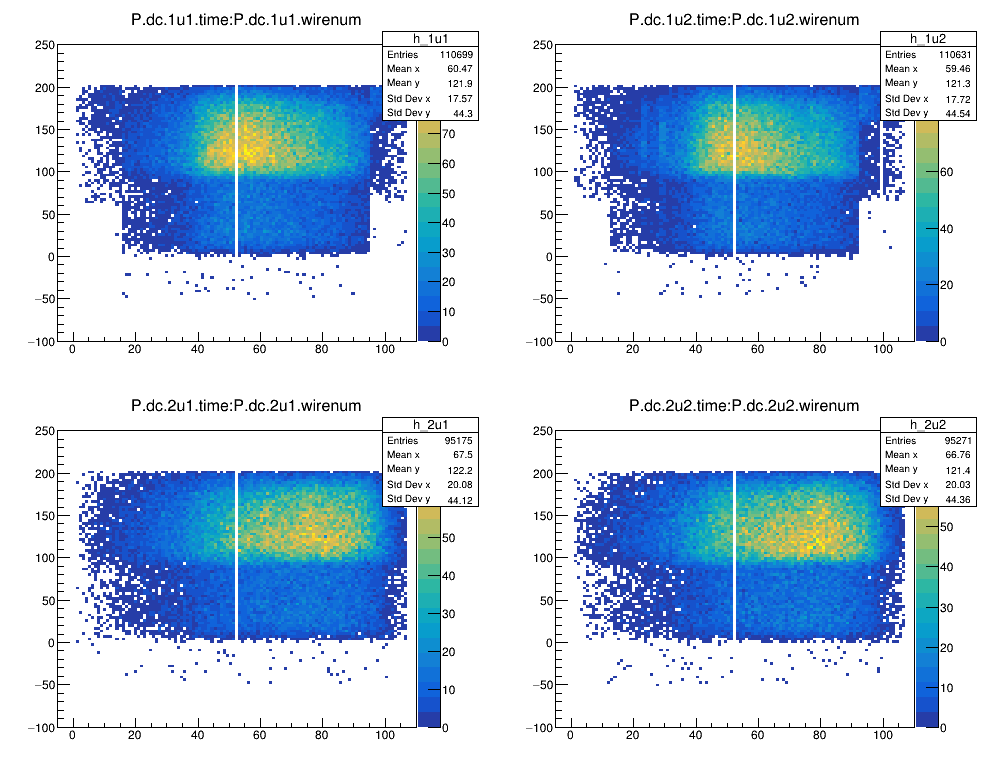 P.dc.1u1.time:P.dc.1u1.wirenum
h_1u1
Entries 110699
Mean x 60.47
Mean y 121.9
Std Dev x 17.57
Std Dev y 44.3
250
200
150
100
50
0
−50
−100
0 20 40 60 80 100
70
60
50
40
30
20
10
0
P.dc.1u2.time:P.dc.1u2.wirenum
h_1u2
Entries 110631
Mean x 59.46
Mean y 121.3
Std Dev x 17.72
Std Dev y 44.54
250
200
150
100
50
0
−50
−100
0 20 40 60 80 100
60
40
20
0
P.dc.2u1.time:P.dc.2u1.wirenum
h_2u1
Entries 95175
Mean x 67.5
Mean y 122.2
Std Dev x 20.08
Std Dev y 44.12
250
200
150
100
50
0
−50
−100
0 20 40 60 80 100
50
40
30
20
10
0
P.dc.2u2.time:P.dc.2u2.wirenum
h_2u2
Entries 95271
Mean x 66.76
Mean y 121.4
Std Dev x 20.03
Std Dev y 44.36
250
200
150
100
50
0
−50
−100
0 20 40 60 80 100
50
40
30
20
10
0